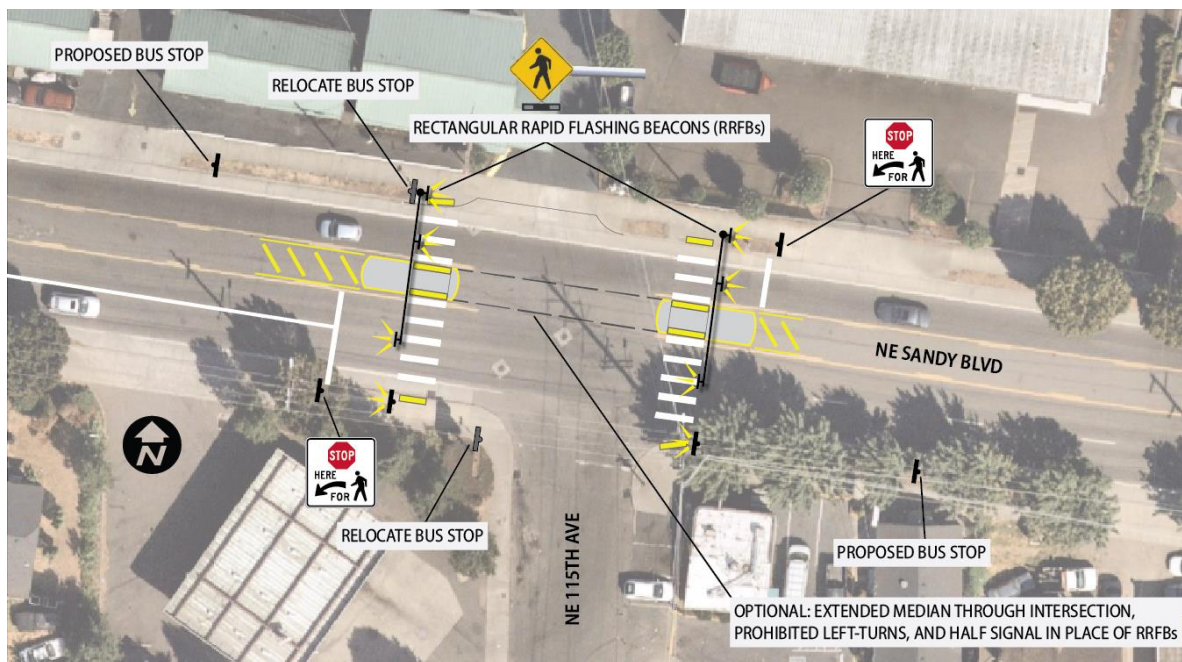 PROPOSED BUS STOP
RELOCATE BUS STOP
RECTANGULAR RAPID FLASHING BEACONS (RRFBs)
STOP
HERE
FOR
NE SANDY BLVD
N
STOP
HERE
FOR
RELOCATE BUS STOP
NE 115TH AVE
PROPOSED BUS STOP
OPTIONAL: EXTENDED MEDIAN THROUGH INTERSECTION,
PROHIBITED LEFT-TURNS, AND HALF SIGNAL IN PLACE OF RRFBs